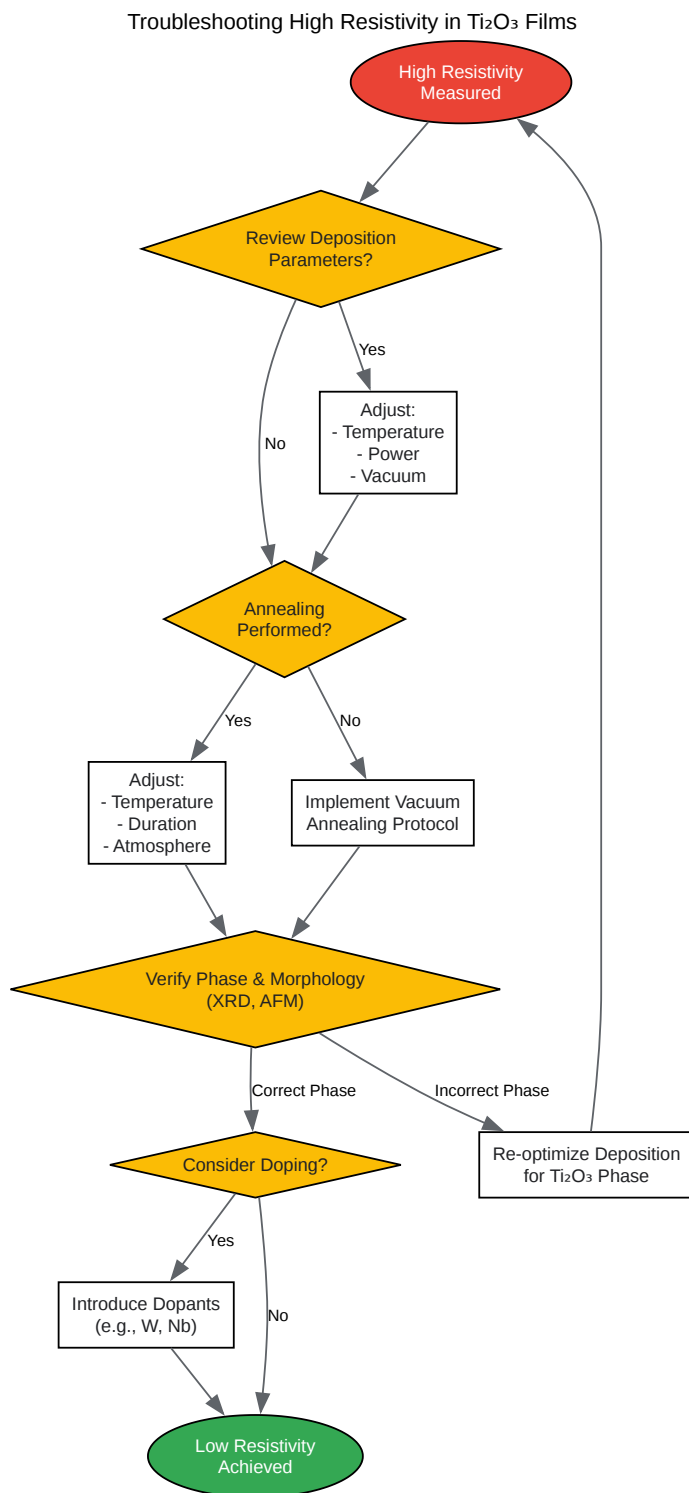 Troubleshooting High Resistivity in Ti₂O₃ Films
High Resistivity
Measured
Review Deposition
Parameters?
Yes
Adjust:
- Temperature
- Power
- Vacuum
No
Annealing
Performed?
Yes
No
Adjust:
- Temperature
- Duration
- Atmosphere
Implement Vacuum
Annealing Protocol
Verify Phase & Morphology
(XRD, AFM)
Correct Phase
Incorrect Phase
Consider Doping?
Re-optimize Deposition
for Ti₂O₃ Phase
Yes
Introduce Dopants
(e.g., W, Nb)
No
Low Resistivity
Achieved